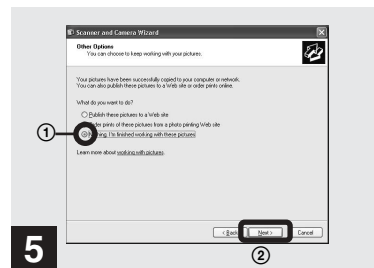 Scanner and Camera Wizard
Other Options
You can choose to keep working with your pictures.
Your pictures have been successfully copied to your computer or network.
You can also publish these pictures to a Web site or order prints online.
What do you want to do?
Publish these pictures to a Web site
Order prints of these pictures from a photo printing Web site
1
Nothing. I'm finished working with these pictures
Learn more about working with pictures.
< Back Next > Cancel
5
2